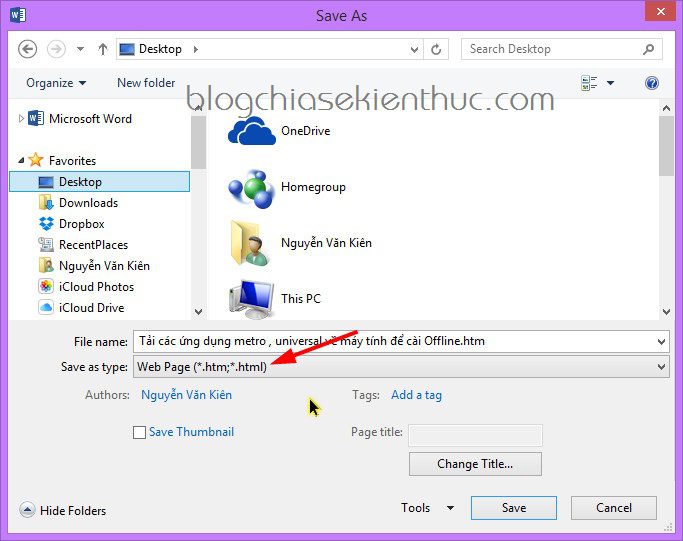 Save As
Desktop
Search Desktop
Organize
New folder
blogchiasekienthuc.com
Microsoft Word
Favorites
Desktop
Downloads
Dropbox
RecentPlaces
Nguyễn Văn Kiên
iCloud Photos
iCloud Drive
OneDrive
Homegroup
Nguyễn Văn Kiên
This PC
File name: Tải các ứng dụng metro , universal về máy tính để cài Offline.htm
Save as type: Web Page (*.htm;*.html)
Authors: Nguyễn Văn Kiên Tags: Add a tag
Save Thumbnail Page title:
Change Title...
Hide Folders Tools Save Cancel